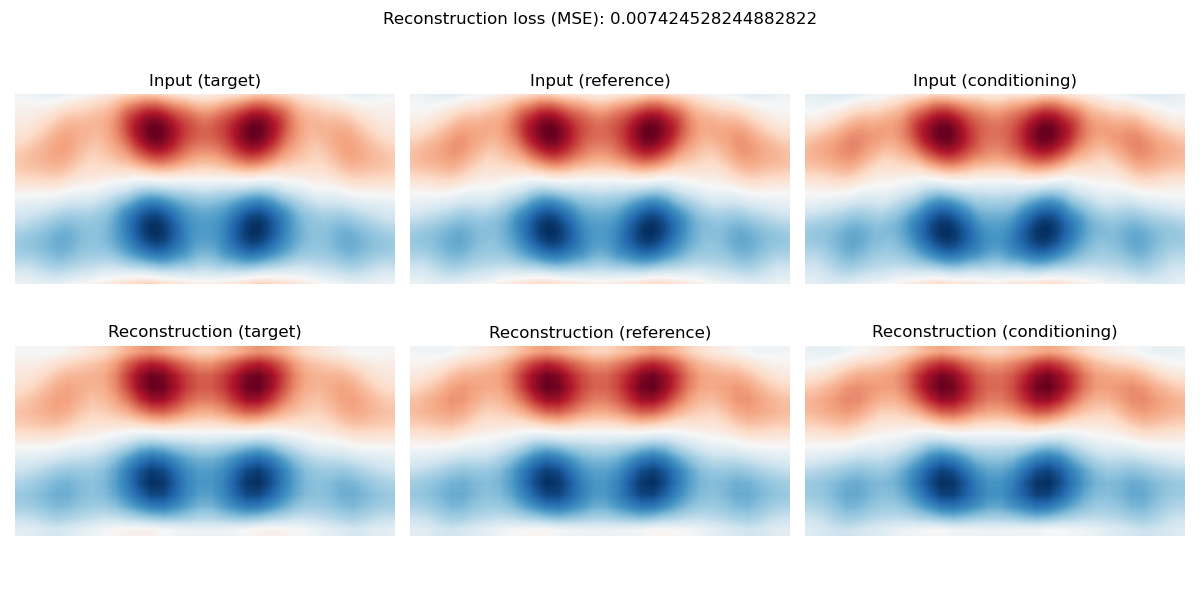 Reconstruction loss (MSE): 0.007424528244882822
Input (target)
Input (reference)
Input (conditioning)
Reconstruction (target)
Reconstruction (reference)
Reconstruction (conditioning)